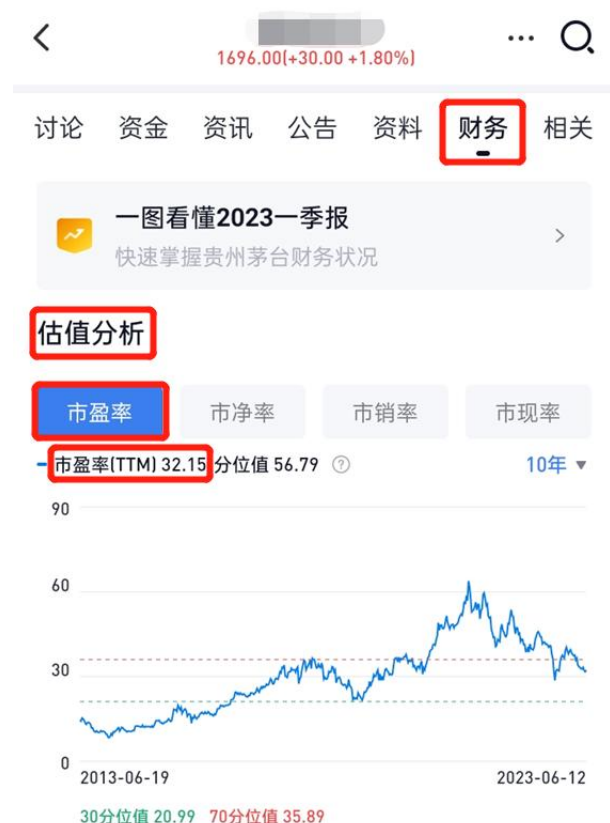 1696.00(+30.00 +1.80%)
讨论 资金 资讯 公告 资料 财务 相关
一图看懂2023一季报
快速掌握贵州茅台财务状况
估值分析
市盈率 市净率 市销率 市现率
市盈率(TTM) 32.15 分位值 56.79 10年
90
60
30
0
2013-06-19 2023-06-12
30分位值 20.99 70分位值 35.89